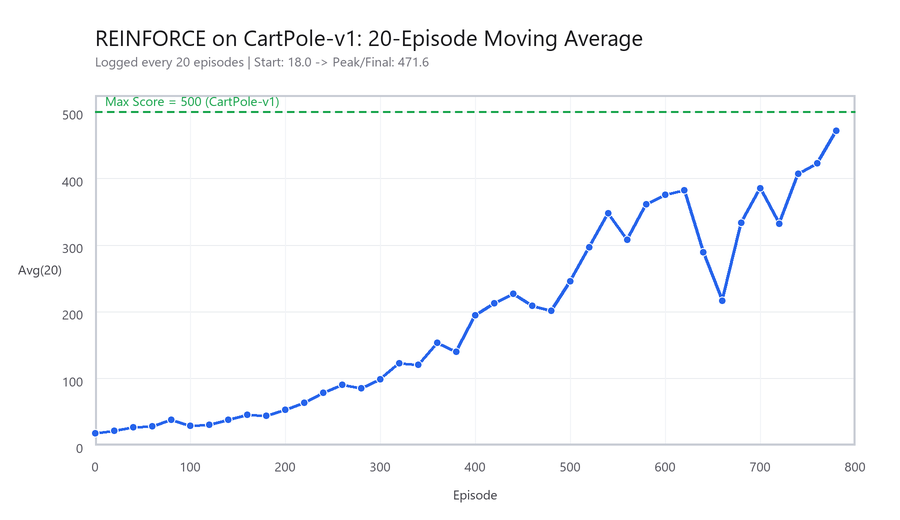 REINFORCE on CartPole-v1: 20-Episode Moving Average
Logged every 20 episodes | Start: 18.0 -> Peak/Final: 471.6
Max Score = 500 (CartPole-v1)
500
400
300
Avg(20)
200
100
0
0 100 200 300 400 500 600 700 800
Episode